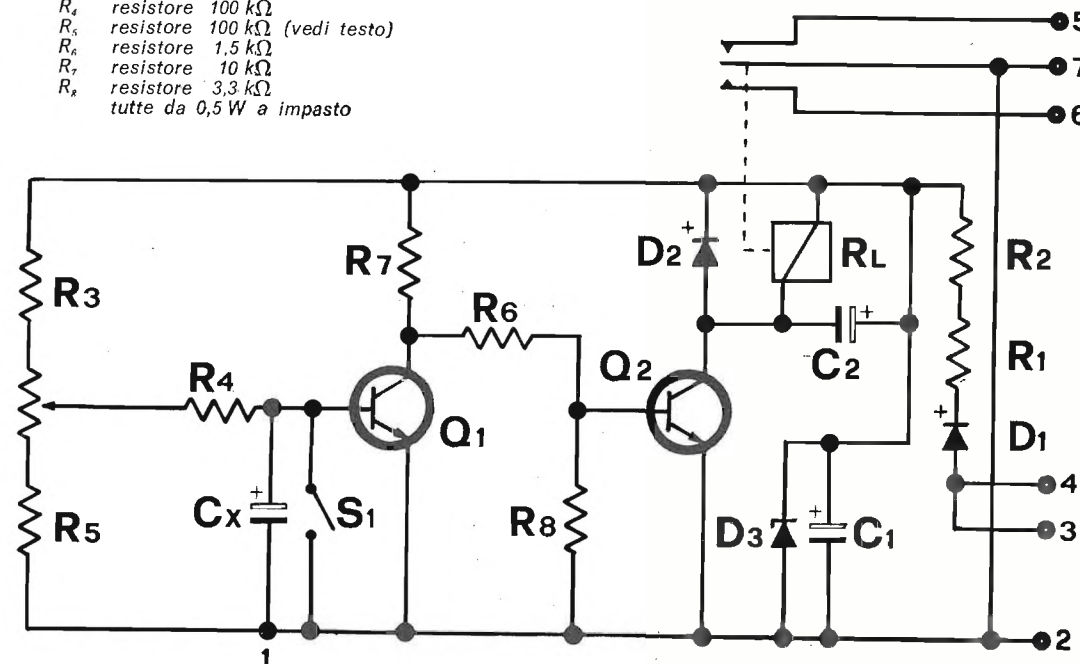 R₄ resistore 100 kΩ
R₅ resistore 100 kΩ (vedi testo)
R₆ resistore 1,5 kΩ
R₇ resistore 10 kΩ
R₈ resistore 3,3 kΩ
tutte da 0,5 W a impasto
5
7
6
R3
R7
R6
D2
+
RL
R2
R4
Q1
Q2
+
C2
R1
+
D1
R5
Cx
+
S1
R8
D3
+
C1
4
3
1
2